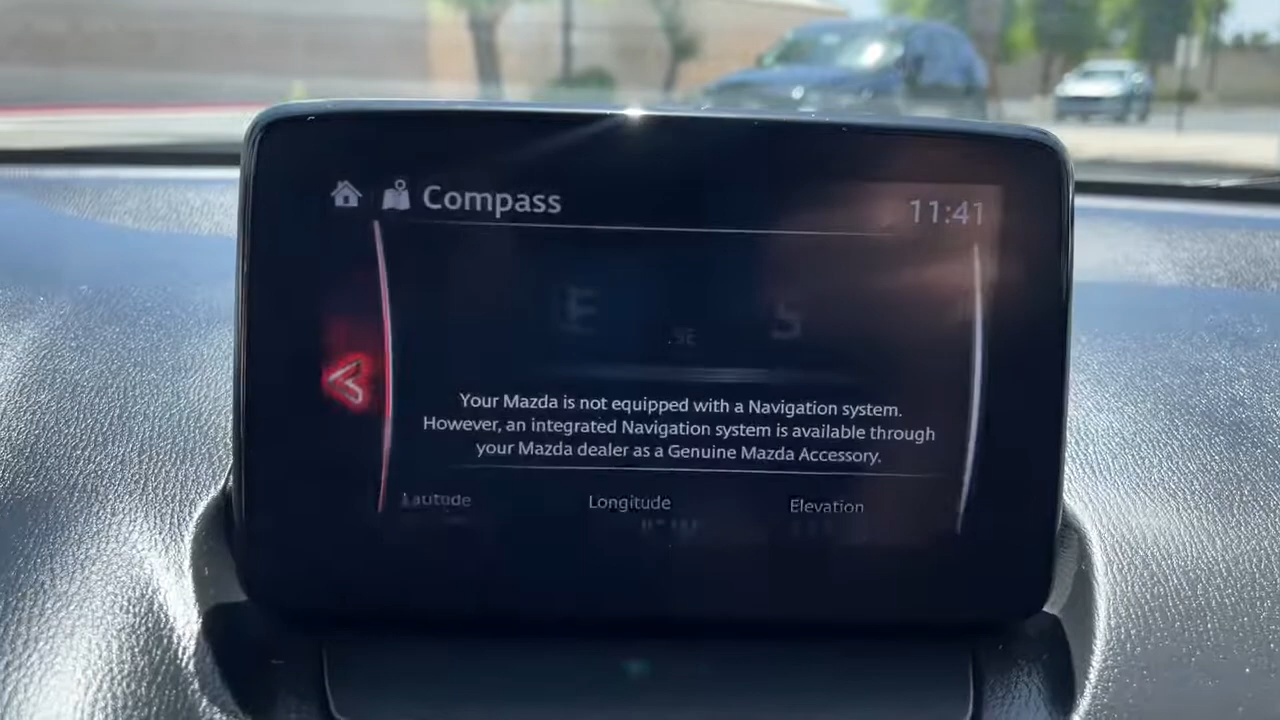 Compass
11:41
E
S
SE
Your Mazda is not equipped with a Navigation system.
However, an integrated Navigation system is available through
your Mazda dealer as a Genuine Mazda Accessory.
Latitude Longitude Elevation